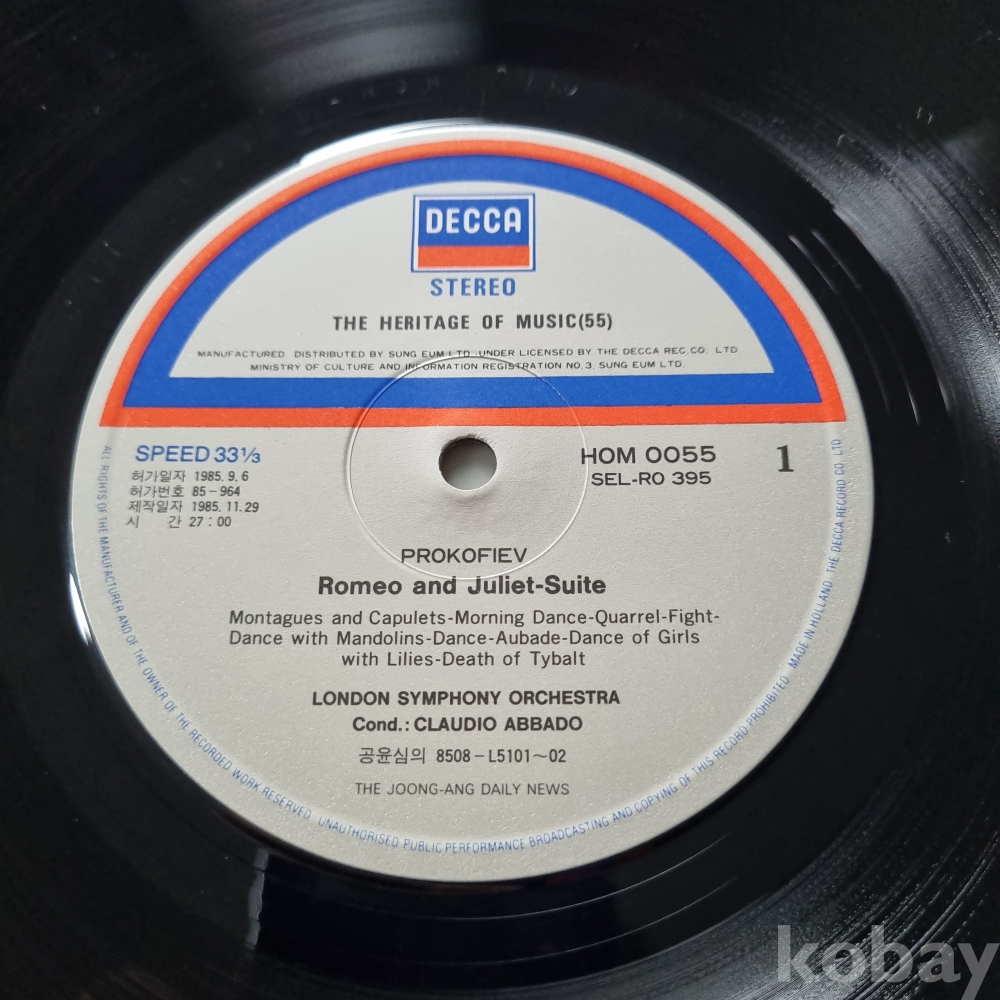 DECCA
STEREO
THE HERITAGE OF MUSIC(55)
MANUFACTURED DISTRIBUTED BY SUNG EUM LTD. UNDER LICENSED BY THE DECCA REC. CO. LTD
MINISTRY OF CULTURE AND INFORMATION REGISTRATION NO. 3. SUNG EUM LTD.
SPEED 33⅓
허가일자 1985. 9. 6
허가번호 85-964
제작일자 1985. 11. 29
시 간 27 : 00
HOM 0055
SEL-RO 395
1
PROKOFIEV
Romeo and Juliet-Suite
Montagues and Capulets-Morning Dance-Quarrel-Fight-
Dance with Mandolins-Dance-Aubade-Dance of Girls
with Lilies-Death of Tybalt
LONDON SYMPHONY ORCHESTRA
Cond.: CLAUDIO ABBADO
공윤심의 8508-L5101~02
THE JOONG-ANG DAILY NEWS
ALL RIGHTS OF THE MANUFACTURER AND OF THE OWNER OF THE RECORDED WORK RESERVED. UNAUTHORISED PUBLIC PERFORMANCE BROADCASTING AND COPYING OF THIS RECORD PROHIBITED. MADE IN HOLLAND. THE DECCA RECORD CO. LTD
kobay